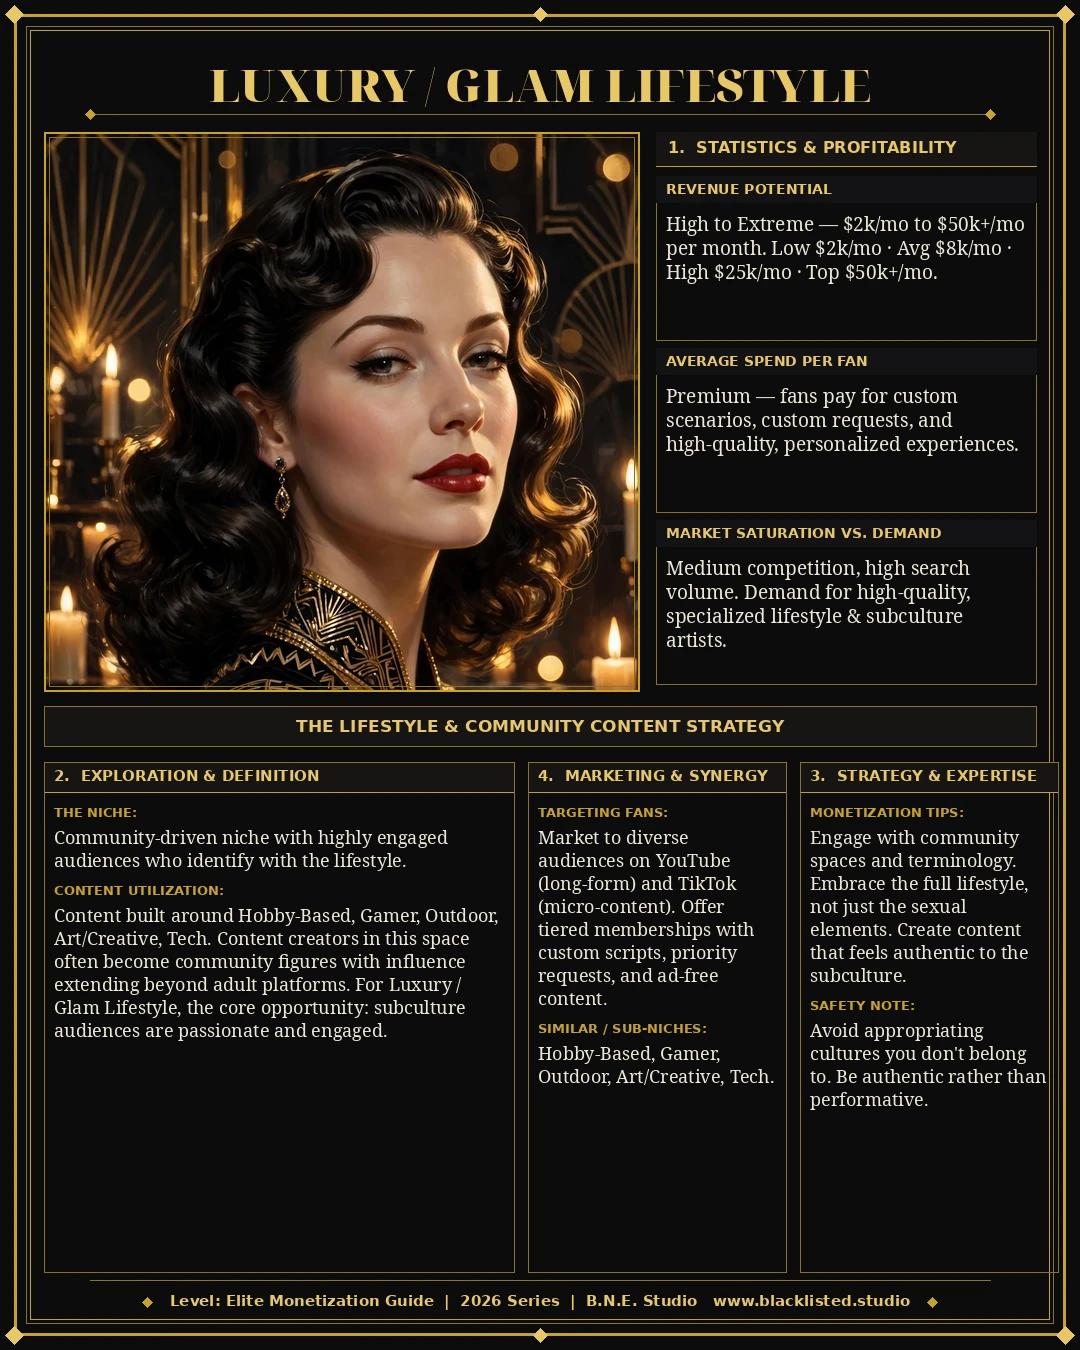 LUXURY / GLAM LIFESTYLE
1. STATISTICS & PROFITABILITY
REVENUE POTENTIAL
High to Extreme — $2k/mo to $50k+/mo
per month. Low $2k/mo · Avg $8k/mo ·
High $25k/mo · Top $50k+/mo.
AVERAGE SPEND PER FAN
Premium — fans pay for custom
scenarios, custom requests, and
high-quality, personalized experiences.
MARKET SATURATION VS. DEMAND
Medium competition, high search
volume. Demand for high-quality,
specialized lifestyle & subculture
artists.
THE LIFESTYLE & COMMUNITY CONTENT STRATEGY
2. EXPLORATION & DEFINITION
THE NICHE:
Community-driven niche with highly engaged
audiences who identify with the lifestyle.
CONTENT UTILIZATION:
Content built around Hobby-Based, Gamer, Outdoor,
Art/Creative, Tech. Content creators in this space
often become community figures with influence
extending beyond adult platforms. For Luxury /
Glam Lifestyle, the core opportunity: subculture
audiences are passionate and engaged.
4. MARKETING & SYNERGY
TARGETING FANS:
Market to diverse
audiences on YouTube
(long-form) and TikTok
(micro-content). Offer
tiered memberships with
custom scripts, priority
requests, and ad-free
content.
SIMILAR / SUB-NICHES:
Hobby-Based, Gamer,
Outdoor, Art/Creative, Tech.
3. STRATEGY & EXPERTISE
MONETIZATION TIPS:
Engage with community
spaces and terminology.
Embrace the full lifestyle,
not just the sexual
elements. Create content
that feels authentic to the
subculture.
SAFETY NOTE:
Avoid appropriating
cultures you don't belong
to. Be authentic rather than
performative.
Level: Elite Monetization Guide | 2026 Series | B.N.E. Studio www.blacklisted.studio